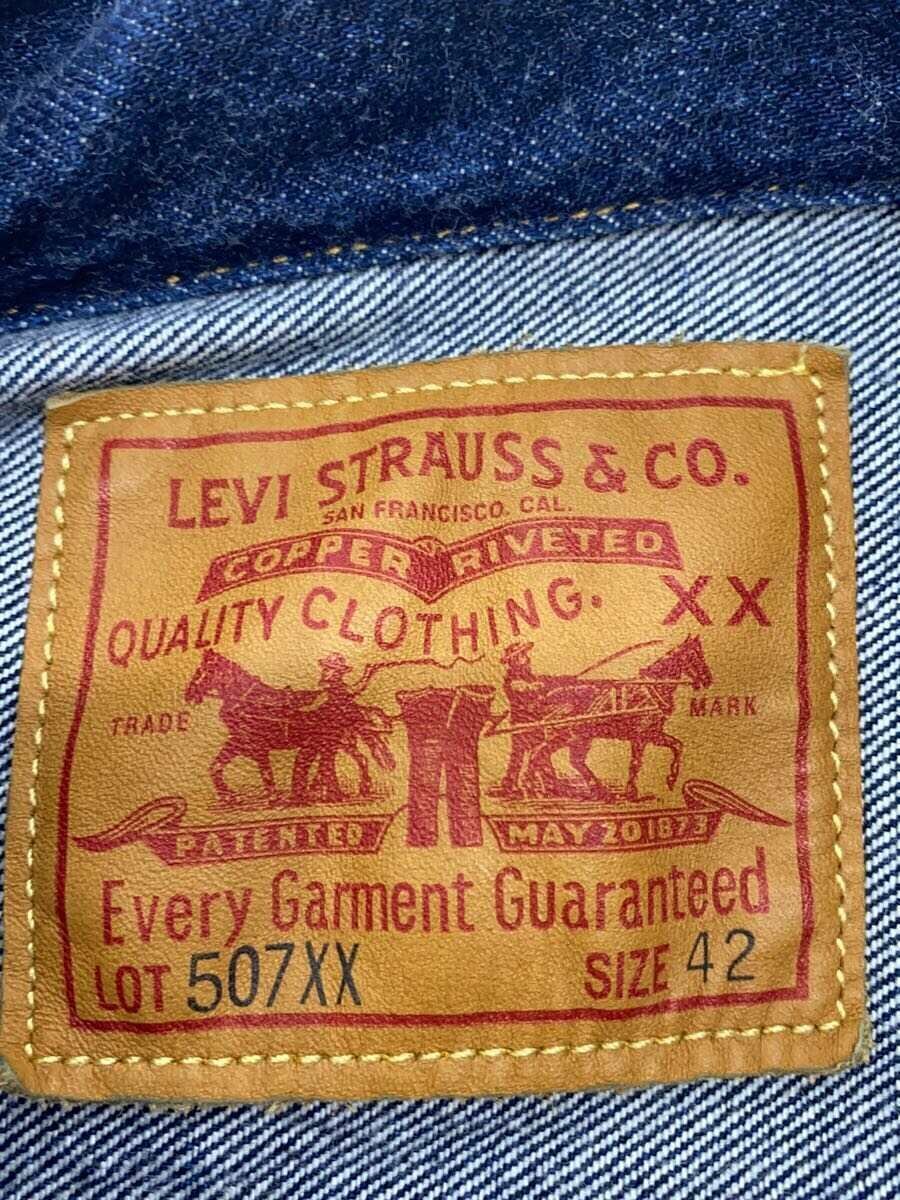 LEVI STRAUSS & CO.
SAN FRANCISCO, CAL.
COPPER RIVETED
QUALITY CLOTHING. XX
TRADE MARK
PATENTED MAY 20 1873
Every Garment Guaranteed
LOT 507XX SIZE 42